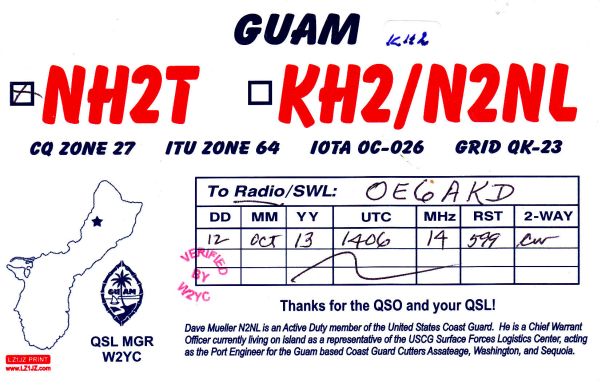 GUAM KH2
NH2T KH2/N2NL
CQ ZONE 27 ITU ZONE 64 IOTA OC-026 GRID QK-23
To Radio/SWL: OE6AKD
DD MM YY UTC MHz RST 2-WAY
12 Oct 13 1406 14 599 CW
VERIFIED
BY
W2YC
GUAM
QSL MGR
W2YC
Thanks for the QSO and your QSL!
Dave Mueller N2NL is an Active Duty member of the United States Coast Guard. He is a Chief Warrant
Officer currently living on island as a representative of the USCG Surface Forces Logistics Center, acting
as the Port Engineer for the Guam based Coast Guard Cutters Assateague, Washington, and Sequoia.
LZ1JZ PRINT
www.LZ1JZ.com